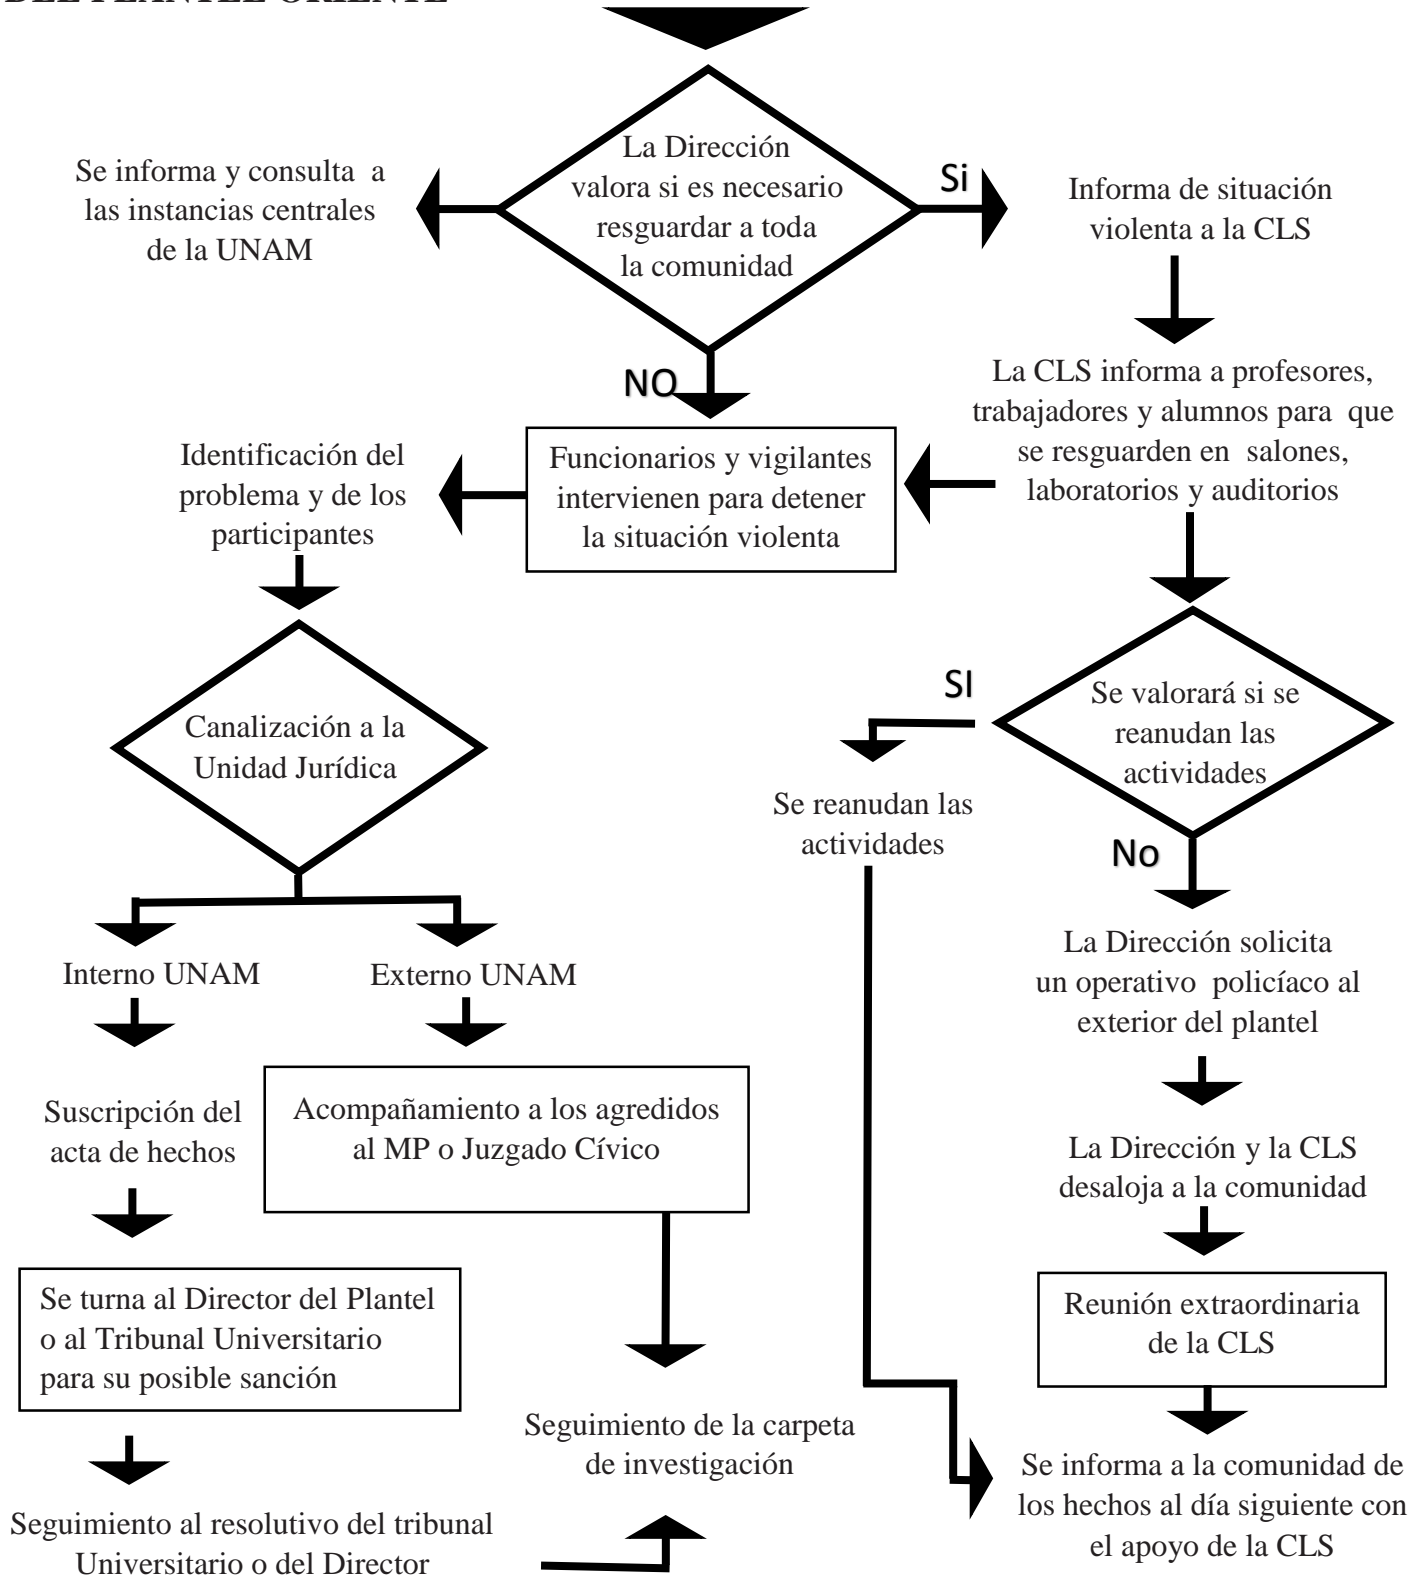 DEL PLANTEL ORIENTE
La Dirección
valora si es necesario
resguardar a toda
la comunidad
Se informa y consulta a
las instancias centrales
de la UNAM
Si
Informa de situación
violenta a la CLS
NO
La CLS informa a profesores,
trabajadores y alumnos para que
se resguarden en salones,
laboratorios y auditorios
Funcionarios y vigilantes
intervienen para detener
la situación violenta
Identificación del
problema y de los
participantes
Canalización a la
Unidad Jurídica
SI
Se valorará si se
reanudan las
actividades
Se reanudan las
actividades
No
La Dirección solicita
un operativo policíaco al
exterior del plantel
Interno UNAM
Externo UNAM
Suscripción del
acta de hechos
Acompañamiento a los agredidos
al MP o Juzgado Cívico
La Dirección y la CLS
desaloja a la comunidad
Se turna al Director del Plantel
o al Tribunal Universitario
para su posible sanción
Reunión extraordinaria
de la CLS
Seguimiento de la carpeta
de investigación
Se informa a la comunidad de
los hechos al día siguiente con
el apoyo de la CLS
Seguimiento al resolutivo del tribunal
Universitario o del Director